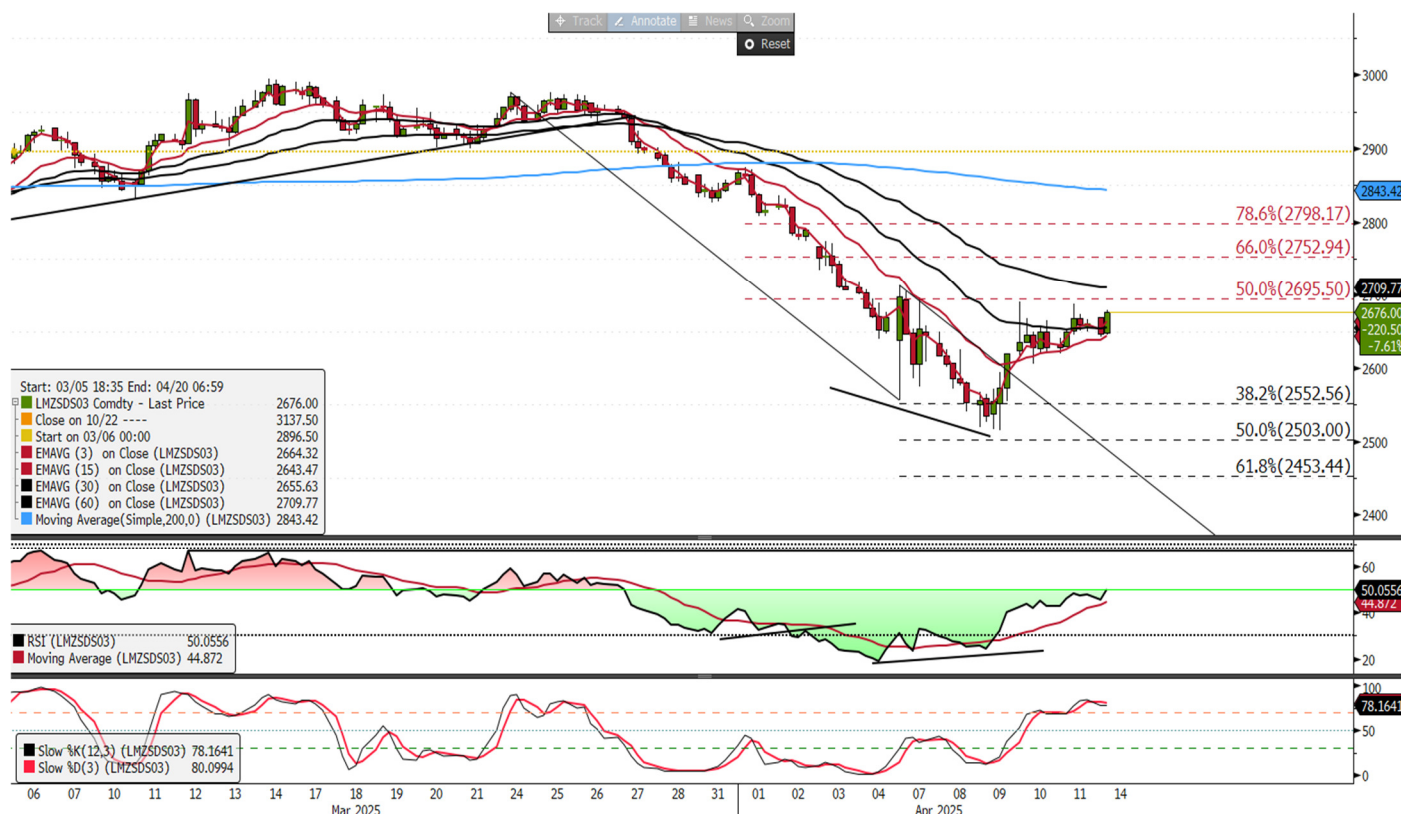 Track Annotate News Zoom
Reset
3000
2900
2843.42
2800
78.6%(2798.17)
66.0%(2752.94)
2709.77
50.0%(2695.50)
2676.00
-220.50
-7.61%
2600
38.2%(2552.56)
50.0%(2503.00)
2500
61.8%(2453.44)
2400
Start: 03/05 18:35 End: 04/20 06:59
LMZSDS03 Comdty - Last Price 2676.00
Close on 10/22 ---- 3137.50
Start on 03/06 00:00 2896.50
EMAVG (3) on Close (LMZSDS03) 2664.32
EMAVG (15) on Close (LMZSDS03) 2643.47
EMAVG (30) on Close (LMZSDS03) 2655.63
EMAVG (60) on Close (LMZSDS03) 2709.77
Moving Average(Simple,200,0) (LMZSDS03) 2843.42
60
50.0556
44.872
40
20
RSI (LMZSDS03) 50.0556
Moving Average (LMZSDS03) 44.872
100
78.1641
50
0
Slow %K(12,3) (LMZSDS03) 78.1641
Slow %D(3) (LMZSDS03) 80.0994
06 07 10 11 12 13 14 17 18 19 20 21 24 25 26 27 28 31 01 02 03 04 07 08 09 10 11 14
Mar 2025 Apr 2025